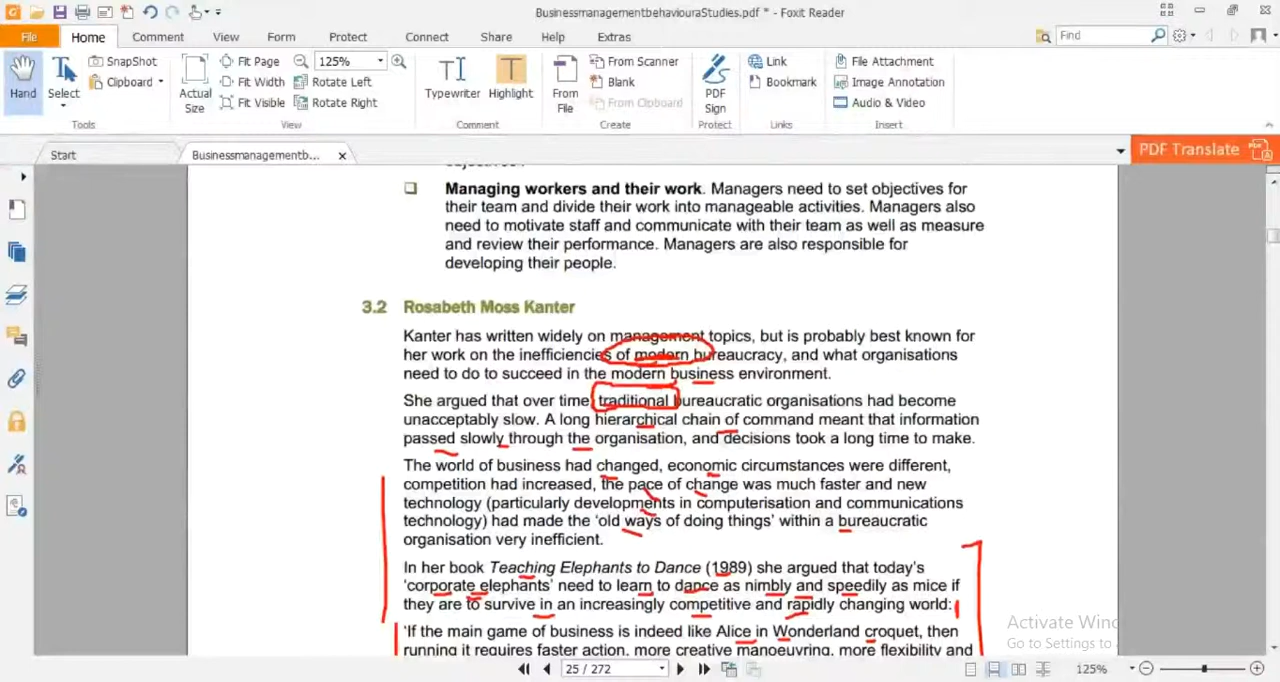 BusinessmanagementbehaviouraStudies.pdf * - Foxit Reader
File Home Comment View Form Protect Connect Share Help Extras Find
Hand Select SnapShot Clipboard Actual Size Fit Page Fit Width Fit Visible 125% Rotate Left Rotate Right Typewriter Highlight From File From Scanner Blank From Clipboard PDF Sign Link Bookmark File Attachment Image Annotation Audio & Video
Tools View Comment Create Protect Links Insert
Start Businessmanagementb... PDF Translate
Managing workers and their work. Managers need to set objectives for
their team and divide their work into manageable activities. Managers also
need to motivate staff and communicate with their team as well as measure
and review their performance. Managers are also responsible for
developing their people.
3.2 Rosabeth Moss Kanter
Kanter has written widely on management topics, but is probably best known for
her work on the inefficiencies of modern bureaucracy, and what organisations
need to do to succeed in the modern business environment.
She argued that over time traditional bureaucratic organisations had become
unacceptably slow. A long hierarchical chain of command meant that information
passed slowly through the organisation, and decisions took a long time to make.
The world of business had changed, economic circumstances were different,
competition had increased, the pace of change was much faster and new
technology (particularly developments in computerisation and communications
technology) had made the 'old ways of doing things' within a bureaucratic
organisation very inefficient.
In her book Teaching Elephants to Dance (1989) she argued that today's
'corporate elephants' need to learn to dance as nimbly and speedily as mice if
they are to survive in an increasingly competitive and rapidly changing world:
'If the main game of business is indeed like Alice in Wonderland croquet, then
running it requires faster action, more creative manoeuvring, more flexibility and
Activate Win
Go to Settings to
25 / 272 125%